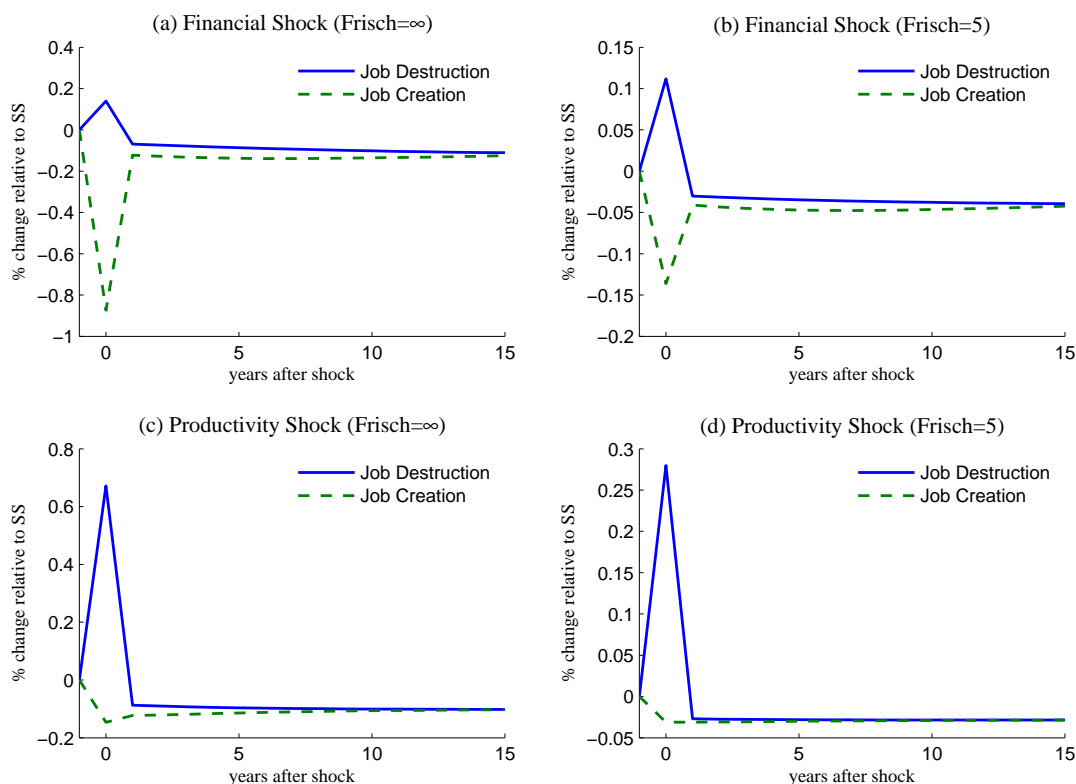 (a) Financial Shock (Frisch=∞)
0.4
0.2
0
−0.2
−0.4
−0.6
−0.8
−1
% change relative to SS
Job Destruction
Job Creation
0 5 10 15
years after shock
(b) Financial Shock (Frisch=5)
0.15
0.1
0.05
0
−0.05
−0.1
−0.15
−0.2
% change relative to SS
Job Destruction
Job Creation
0 5 10 15
years after shock
(c) Productivity Shock (Frisch=∞)
0.8
0.6
0.4
0.2
0
−0.2
% change relative to SS
Job Destruction
Job Creation
0 5 10 15
years after shock
(d) Productivity Shock (Frisch=5)
0.3
0.25
0.2
0.15
0.1
0.05
0
−0.05
% change relative to SS
Job Destruction
Job Creation
0 5 10 15
years after shock